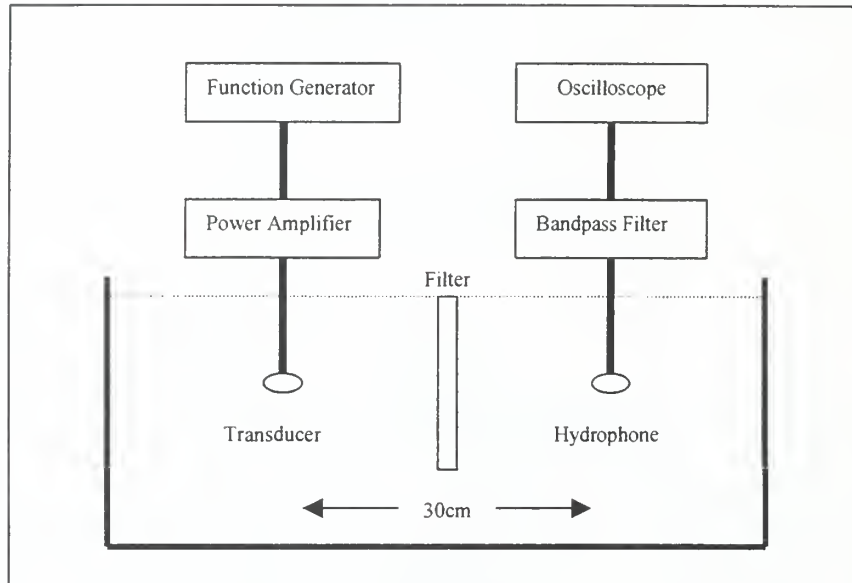 Function Generator
Oscilloscope
Power Amplifier
Bandpass Filter
Filter
Transducer
Hydrophone
30cm